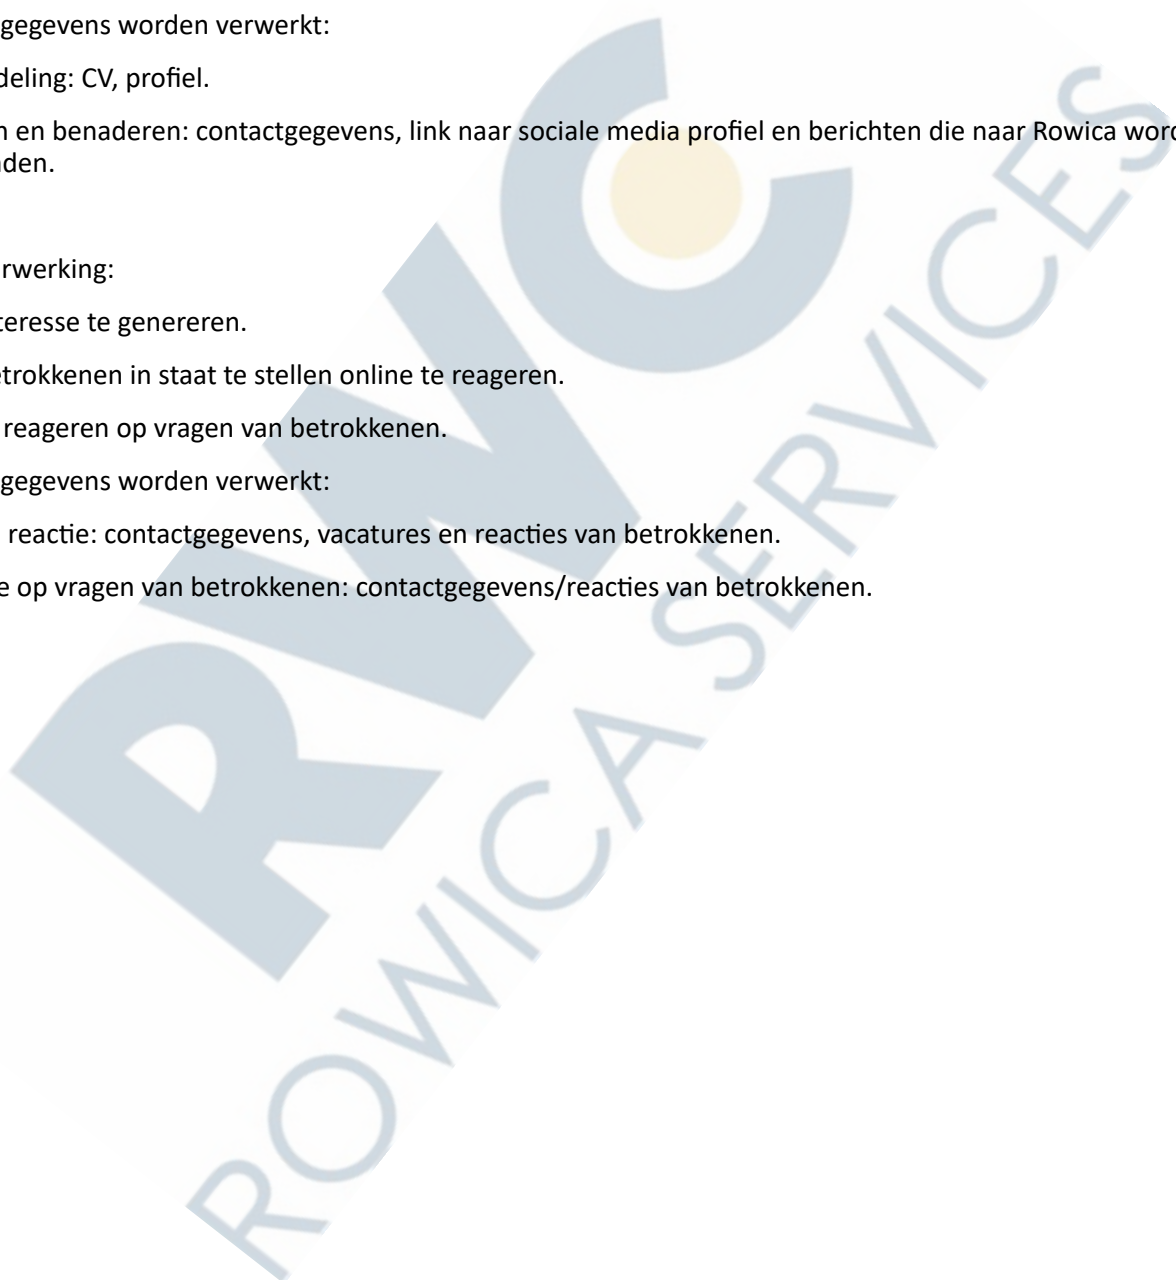 gegevens worden verwerkt:
deling: CV, profiel.
n en benaderen: contactgegevens, link naar sociale media profiel en berichten die naar Rowica word
nden.
rwerking:
teresse te genereren.
etrokkenen in staat te stellen online te reageren.
reageren op vragen van betrokkenen.
gegevens worden verwerkt:
reactie: contactgegevens, vacatures en reacties van betrokkenen.
e op vragen van betrokkenen: contactgegevens/reacties van betrokkenen.
RWC
ROWICA SERVICES